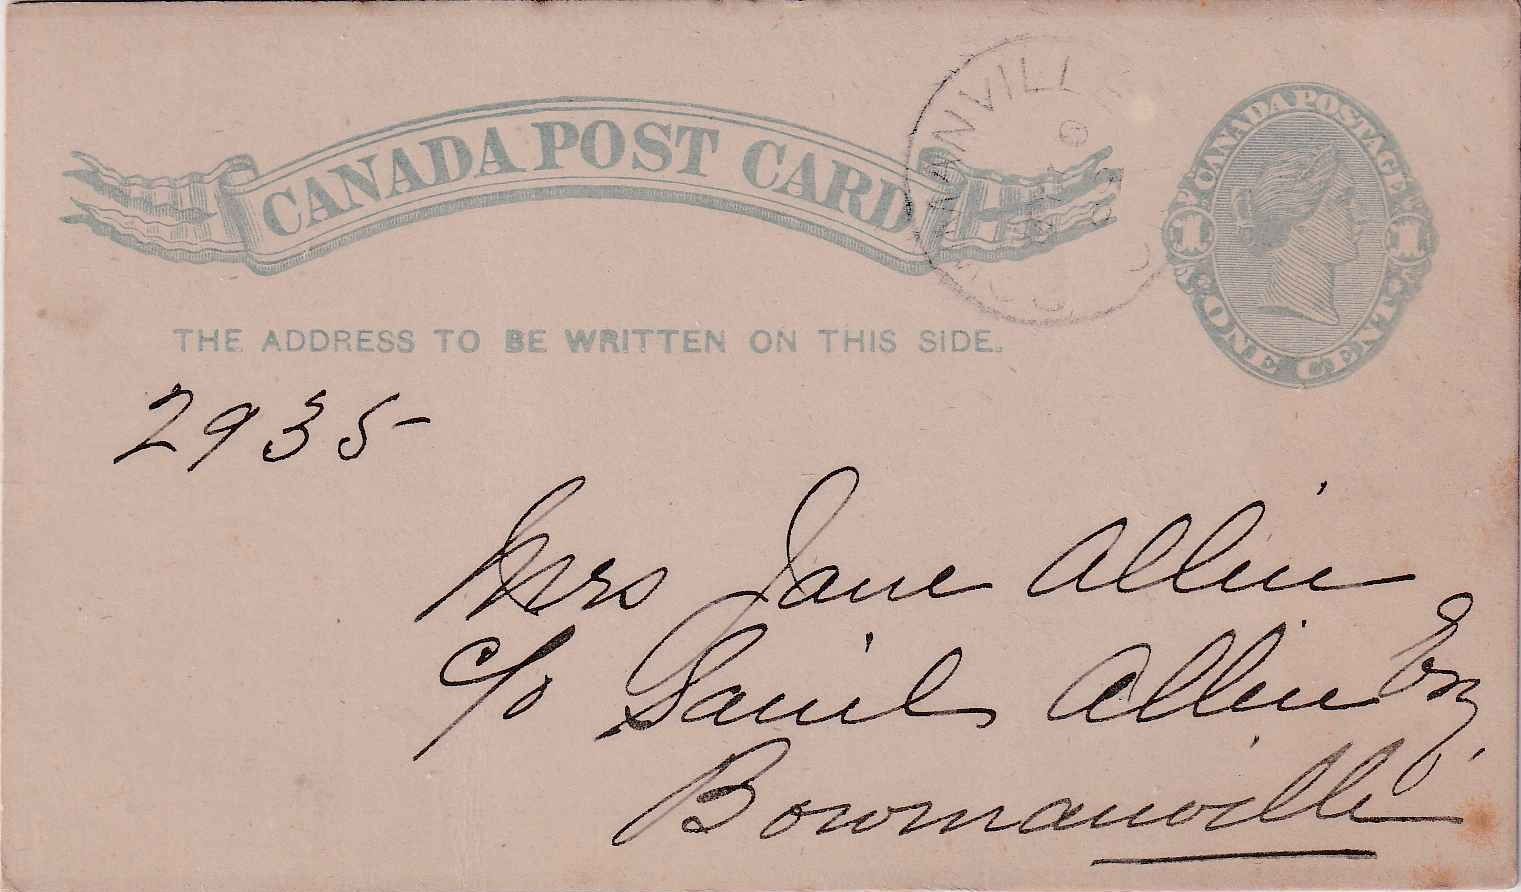 CANADA POST CARD
CANADA POSTAGE
1 1
ONE CENT
THE ADDRESS TO BE WRITTEN ON THIS SIDE.
2935
Mrs Jane Allin
c/o Daniel Allin Esq,
Bowmanville